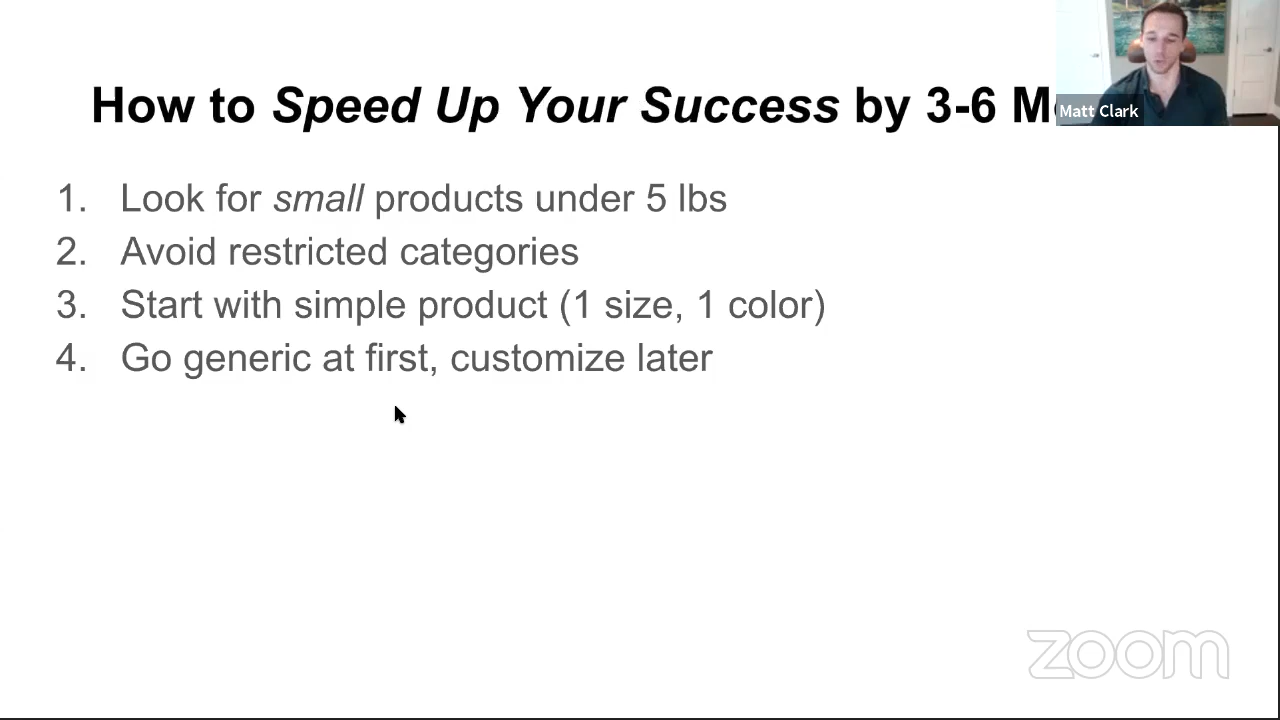 How to Speed Up Your Success by 3-6
Matt Clark
1. Look for small products under 5 lbs
2. Avoid restricted categories
3. Start with simple product (1 size, 1 color)
4. Go generic at first, customize later
zoom